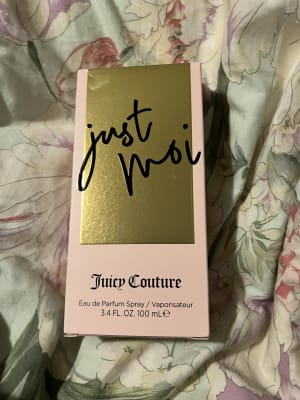 just
moi
Juicy Couture
Eau de Parfum Spray / Vaporisateur
3.4 FL. OZ. 100 mL ℮